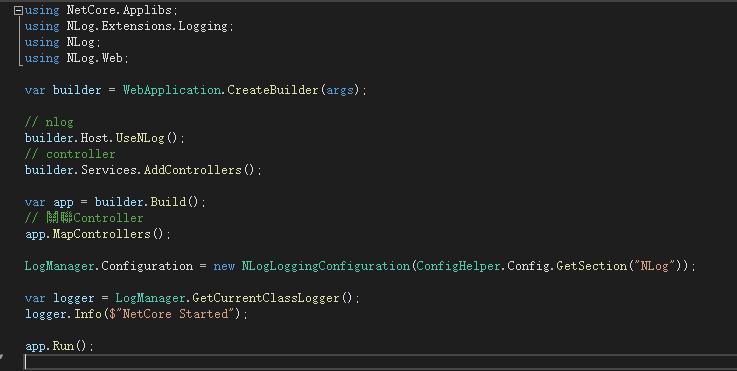 using NetCore.Applibs;
using NLog.Extensions.Logging;
using NLog;
using NLog.Web;
var builder = WebApplication.CreateBuilder(args);
// nlog
builder.Host.UseNLog();
// controller
builder.Services.AddControllers();
var app = builder.Build();
// 關聯Controller
app.MapControllers();
LogManager.Configuration = new NLogLoggingConfiguration(ConfigHelper.Config.GetSection("NLog"));
var logger = LogManager.GetCurrentClassLogger();
logger.Info($"NetCore Started");
app.Run();